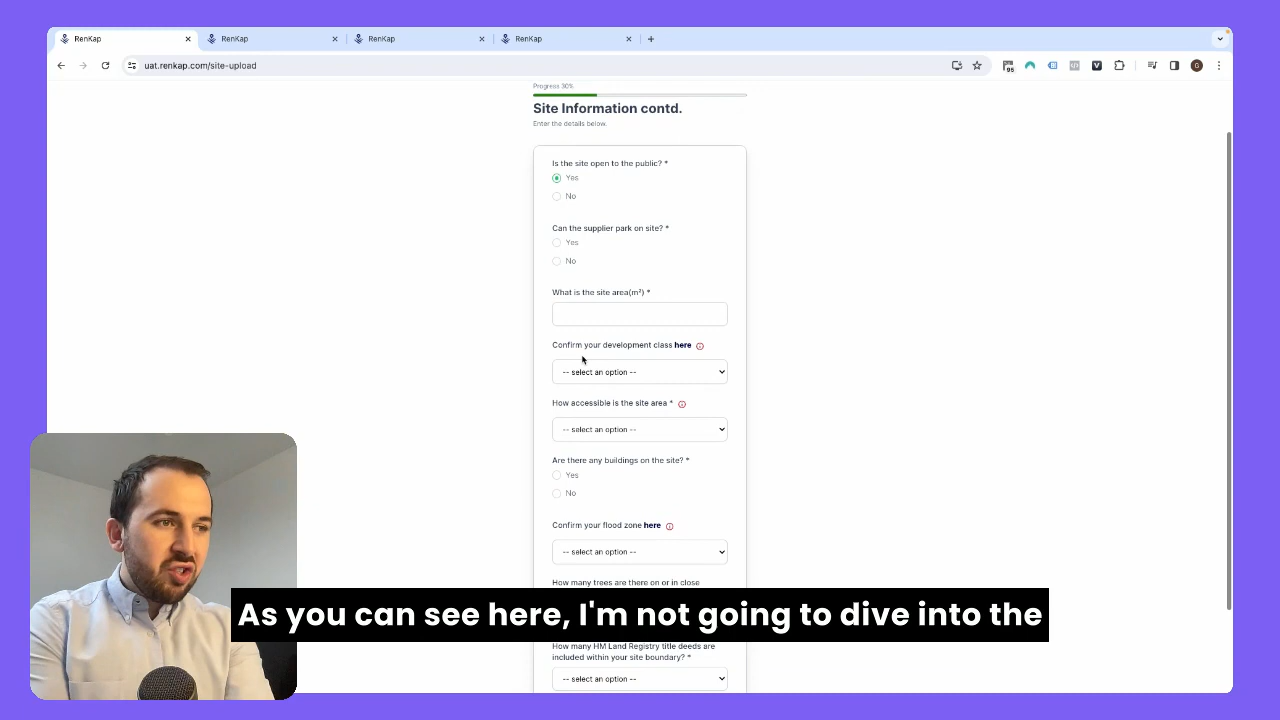 RenKap
RenKap
RenKap
RenKap
uat.renkap.com/site-upload
Progress 30%
Site Information contd.
Enter the details below.
Is the site open to the public? *
Yes
No
Can the supplier park on site? *
Yes
No
What is the site area(m²) *
Confirm your development class here
-- select an option --
How accessible is the site area *
-- select an option --
Are there any buildings on the site? *
Yes
No
Confirm your flood zone here
-- select an option --
How many trees are there on or in close
As you can see here, I'm not going to dive into the
How many HM Land Registry title deeds are
included within your site boundary? *
-- select an option --